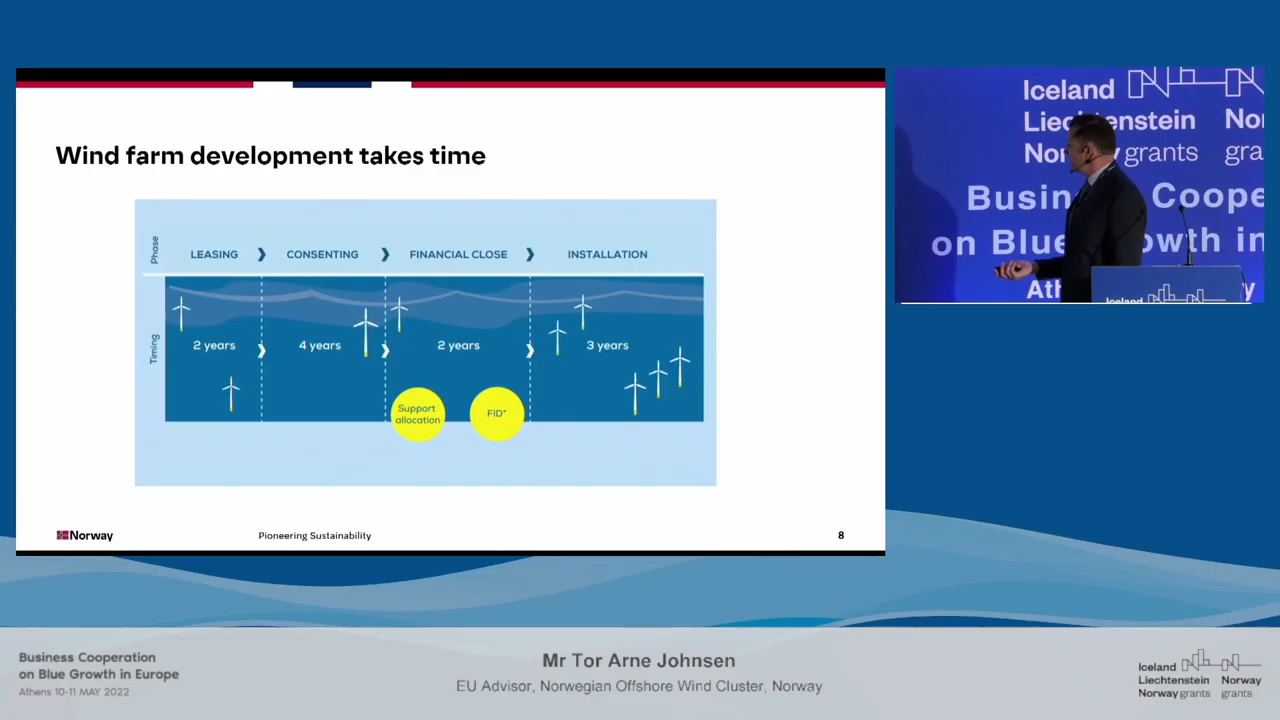 Wind farm development takes time
Phase
LEASING
CONSENTING
FINANCIAL CLOSE
INSTALLATION
Timing
2 years
4 years
2 years
3 years
Support
allocation
FID*
Norway
Pioneering Sustainability
8
Iceland
Liechtenstein
Norway grants
Business Cooperation
on Blue Growth in Europe
Athens 10-11 MAY 2022
Mr Tor Arne Johnsen
EU Advisor, Norwegian Offshore Wind Cluster, Norway
Iceland
Liechtenstein
Norway grants
Norway
grants